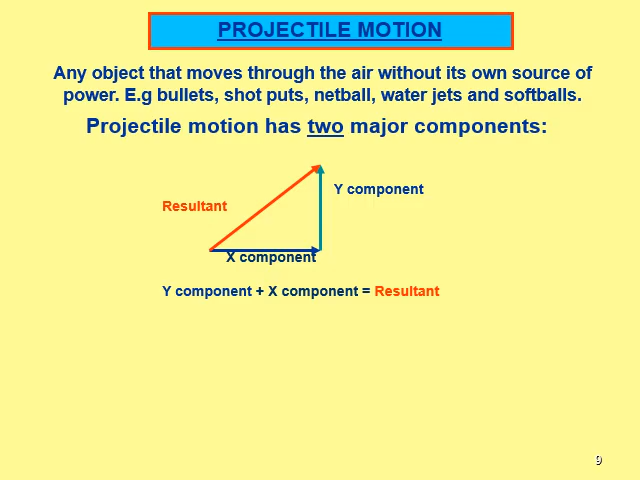 PROJECTILE MOTION
Any object that moves through the air without its own source of
power. E.g bullets, shot puts, netball, water jets and softballs.
Projectile motion has two major components:
Y component
Resultant
X component
Y component + X component = Resultant
9